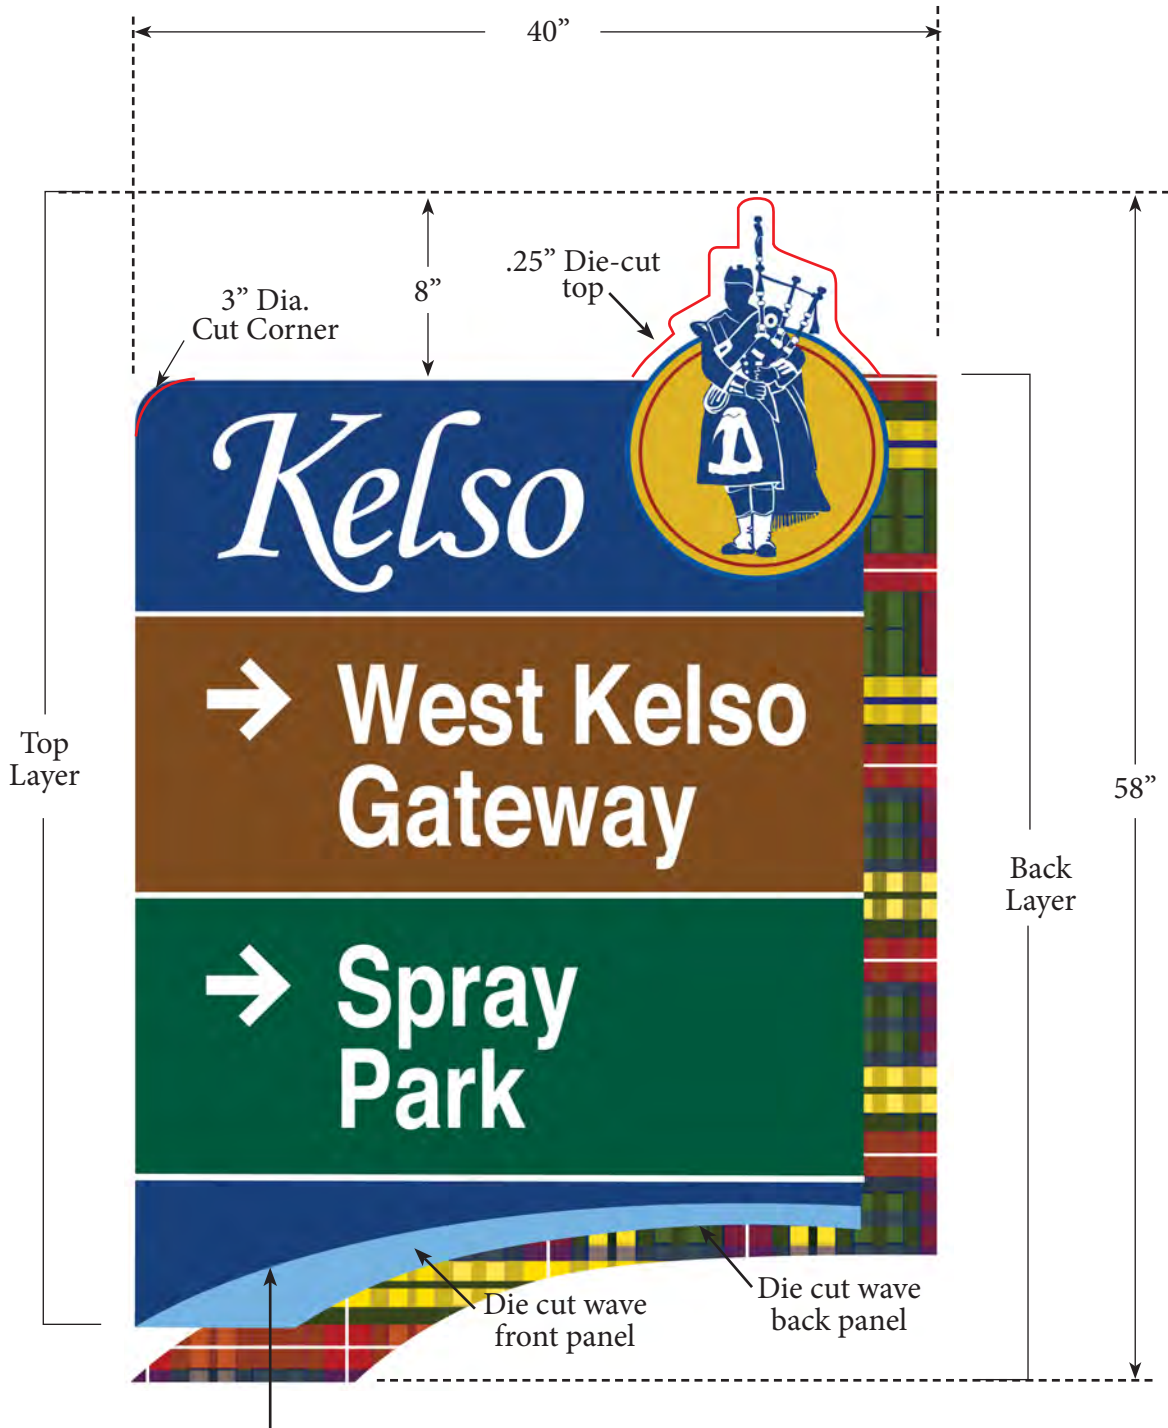 40”
8”
.25” Die-cut
top
3” Dia.
Cut Corner
Kelso
West Kelso
Gateway
Top
Layer
58”
Back
Layer
Spray
Park
Die cut wave
front panel
Die cut wave
back panel